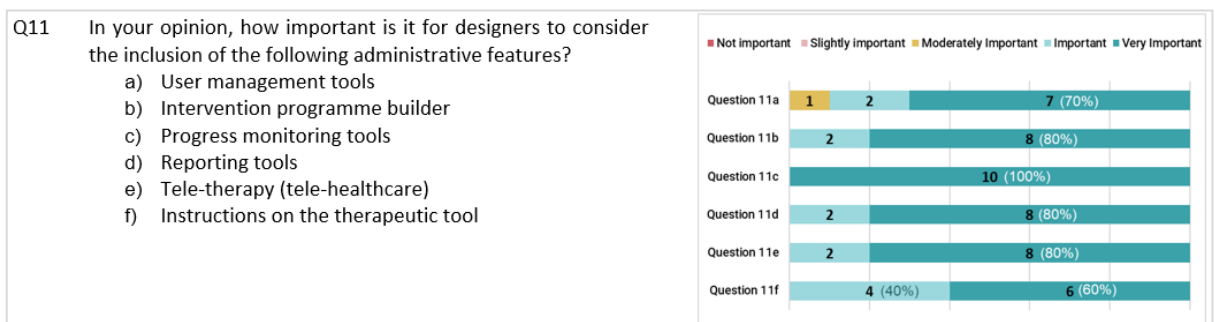 Q11 In your opinion, how important is it for designers to consider
the inclusion of the following administrative features?
a) User management tools
b) Intervention programme builder
c) Progress monitoring tools
d) Reporting tools
e) Tele-therapy (tele-healthcare)
f) Instructions on the therapeutic tool
Not important Slightly important Moderately Important Important Very Important
Question 11a 1 2 7 (70%)
Question 11b 2 8 (80%)
Question 11c 10 (100%)
Question 11d 2 8 (80%)
Question 11e 2 8 (80%)
Question 11f 4 (40%) 6 (60%)